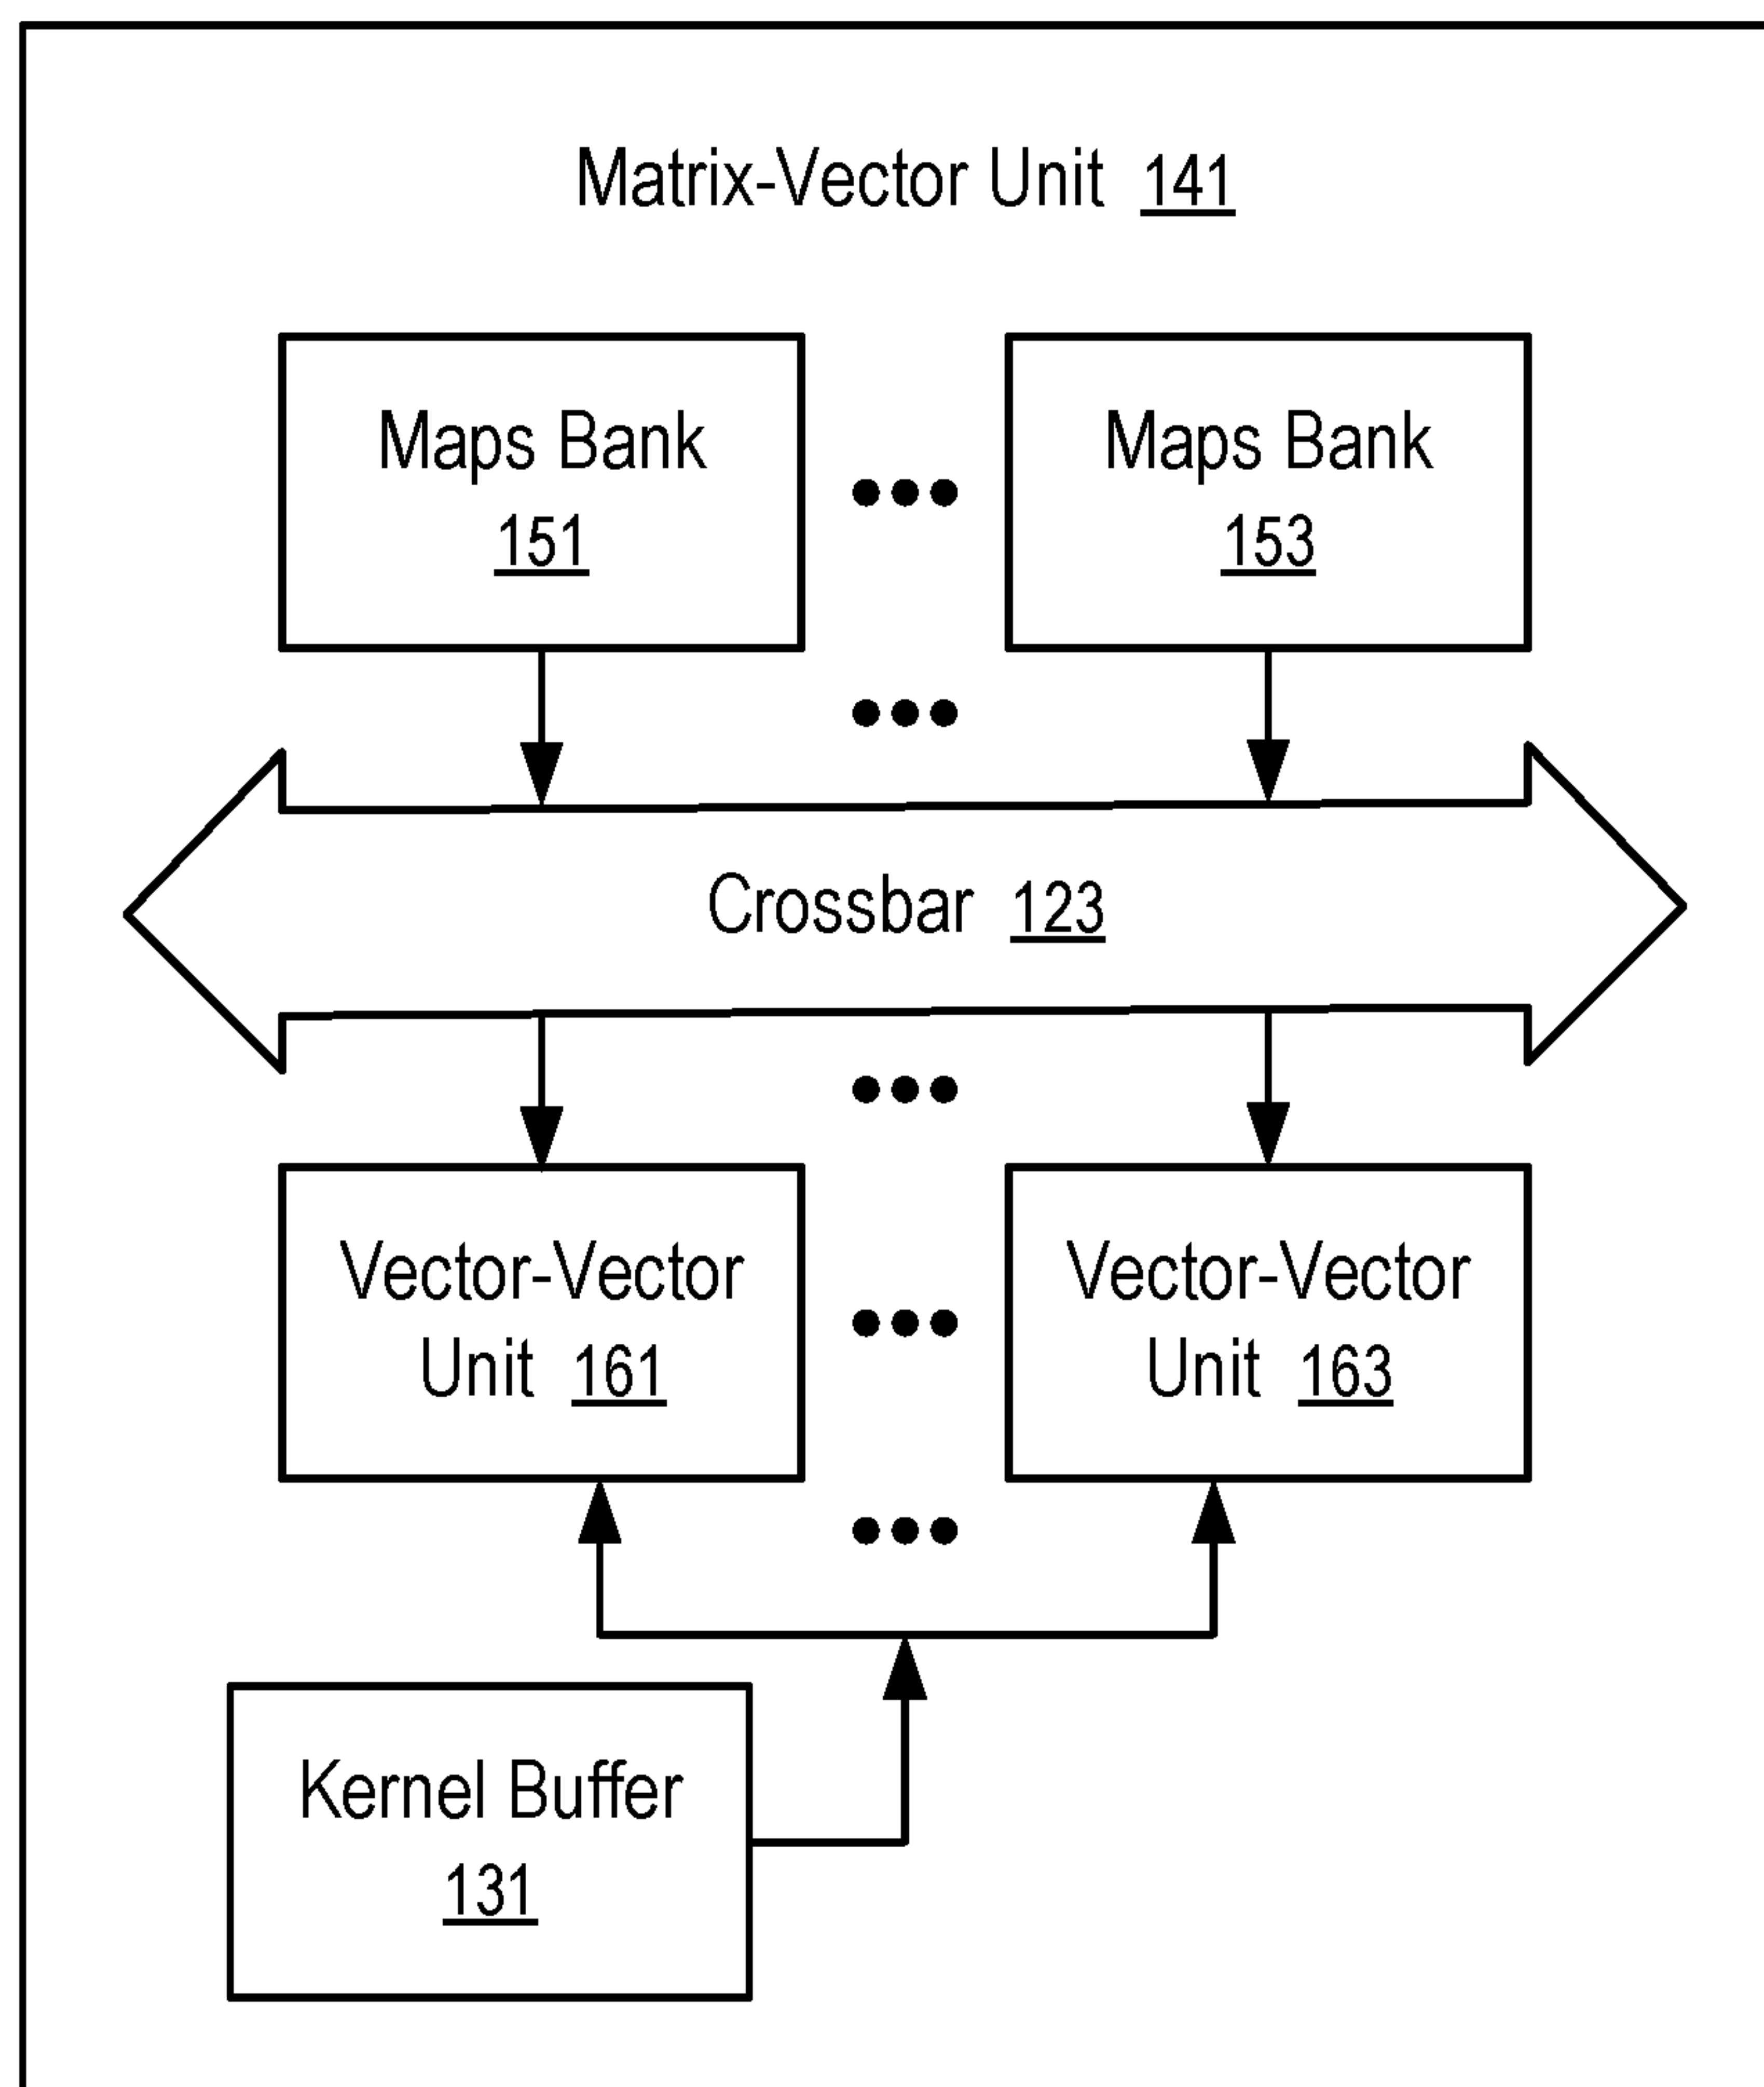 Matrix-Vector Unit 141
Maps Bank
151
Maps Bank
153
Crossbar 123
Vector-Vector
Unit 161
Vector-Vector
Unit 163
Kernel Buffer
131